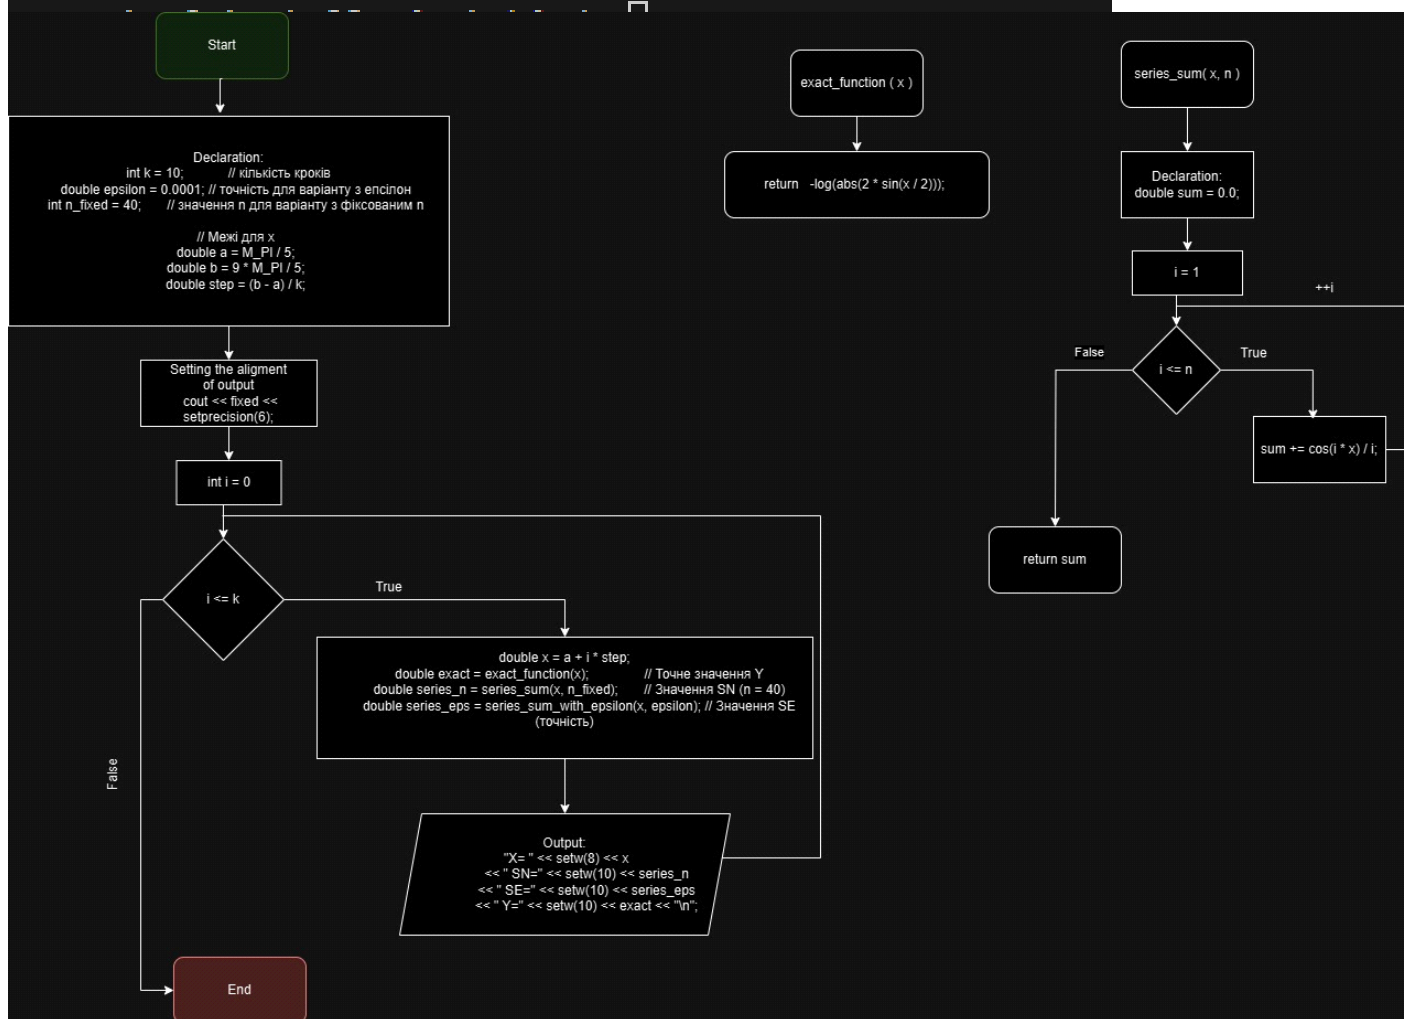 Start
Declaration:
int k = 10; // кількість кроків
double epsilon = 0.0001; // точність для варіанту з епсілон
int n_fixed = 40; // значення n для варіанту з фіксованим n
// Межі для x
double a = M_PI / 5;
double b = 9 * M_PI / 5;
double step = (b - a) / k;
Setting the aligment
of output
cout << fixed <<
setprecision(6);
int i = 0
i <= k
True
False
double x = a + i * step;
double exact = exact_function(x); // Точне значення Y
double series_n = series_sum(x, n_fixed); // Значення SN (n = 40)
double series_eps = series_sum_with_epsilon(x, epsilon); // Значення SE
(точність)
Output:
"X= " << setw(8) << x
<< " SN=" << setw(10) << series_n
<< " SE=" << setw(10) << series_eps
<< " Y=" << setw(10) << exact << "\n";
End
exact_function ( x )
return -log(abs(2 * sin(x / 2)));
series_sum( x, n )
Declaration:
double sum = 0.0;
i = 1
++i
i <= n
False
True
sum += cos(i * x) / i;
return sum